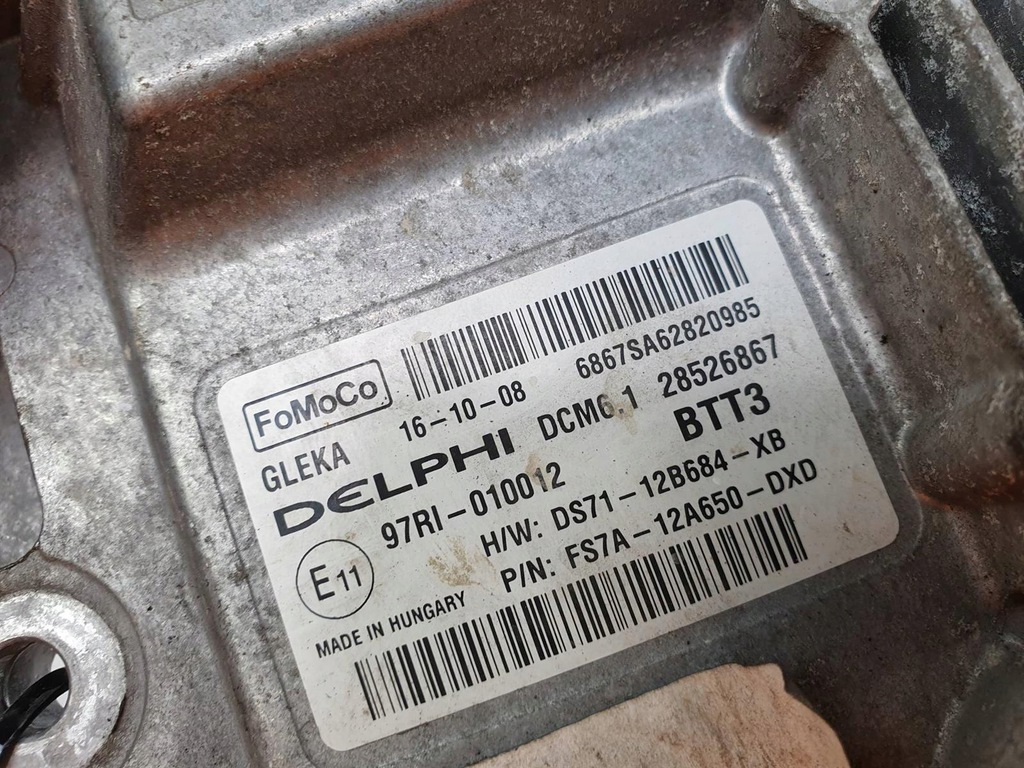 FoMoCo
16-10-08
6867SA62820985
GLEKA
DELPHI DCM6.1 28526867
97RI-010012
BTT3
H/W: DS71-12B684-XB
P/N: FS7A-12A650-DXD
E11
MADE IN HUNGARY